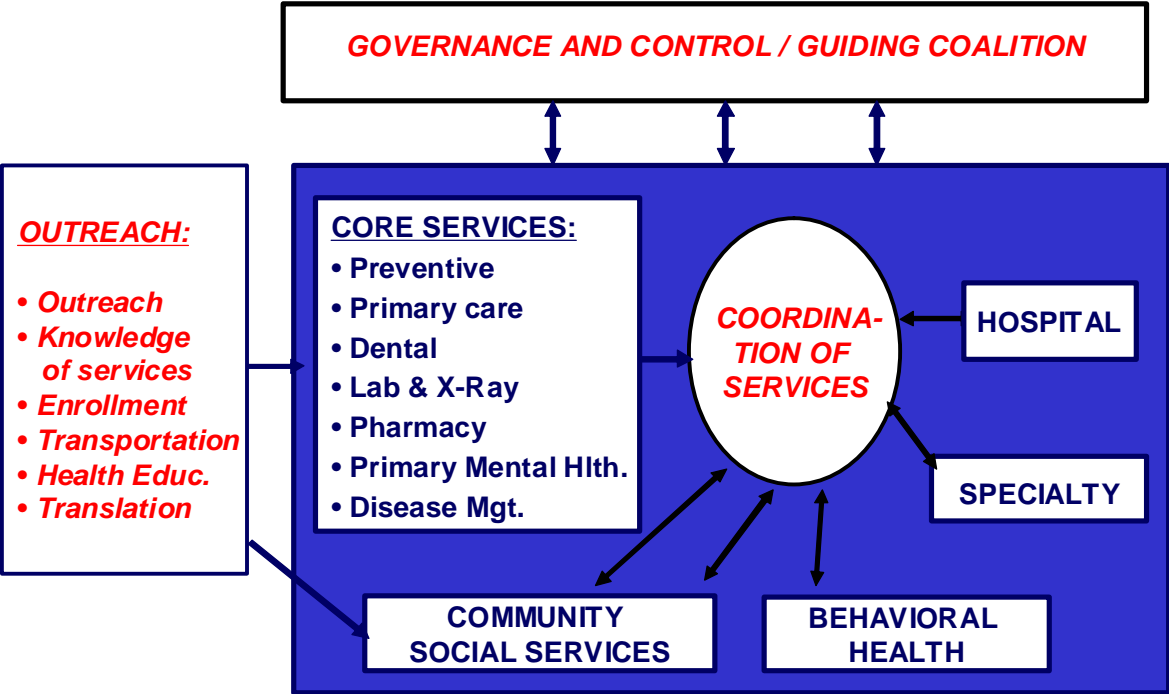 GOVERNANCE AND CONTROL / GUIDING COALITION
OUTREACH:
• Outreach
• Knowledge
of services
• Enrollment
• Transportation
• Health Educ.
• Translation
CORE SERVICES:
• Preventive
• Primary care
• Dental
• Lab & X-Ray
• Pharmacy
• Primary Mental Hlth.
• Disease Mgt.
COORDINA-
TION OF
SERVICES
HOSPITAL
SPECIALTY
COMMUNITY
SOCIAL SERVICES
BEHAVIORAL
HEALTH